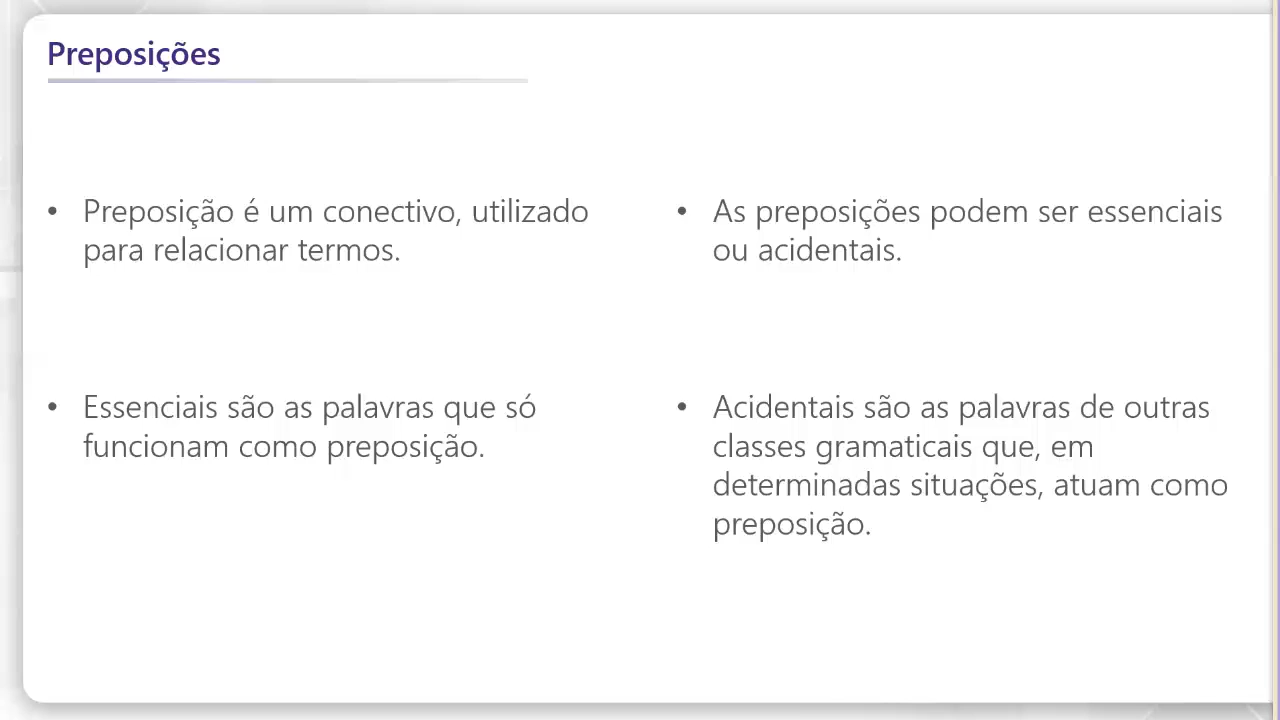 Preposições
• Preposição é um conectivo, utilizado
para relacionar termos.
• As preposições podem ser essenciais
ou acidentais.
• Essenciais são as palavras que só
funcionam como preposição.
• Acidentais são as palavras de outras
classes gramaticais que, em
determinadas situações, atuam como
preposição.